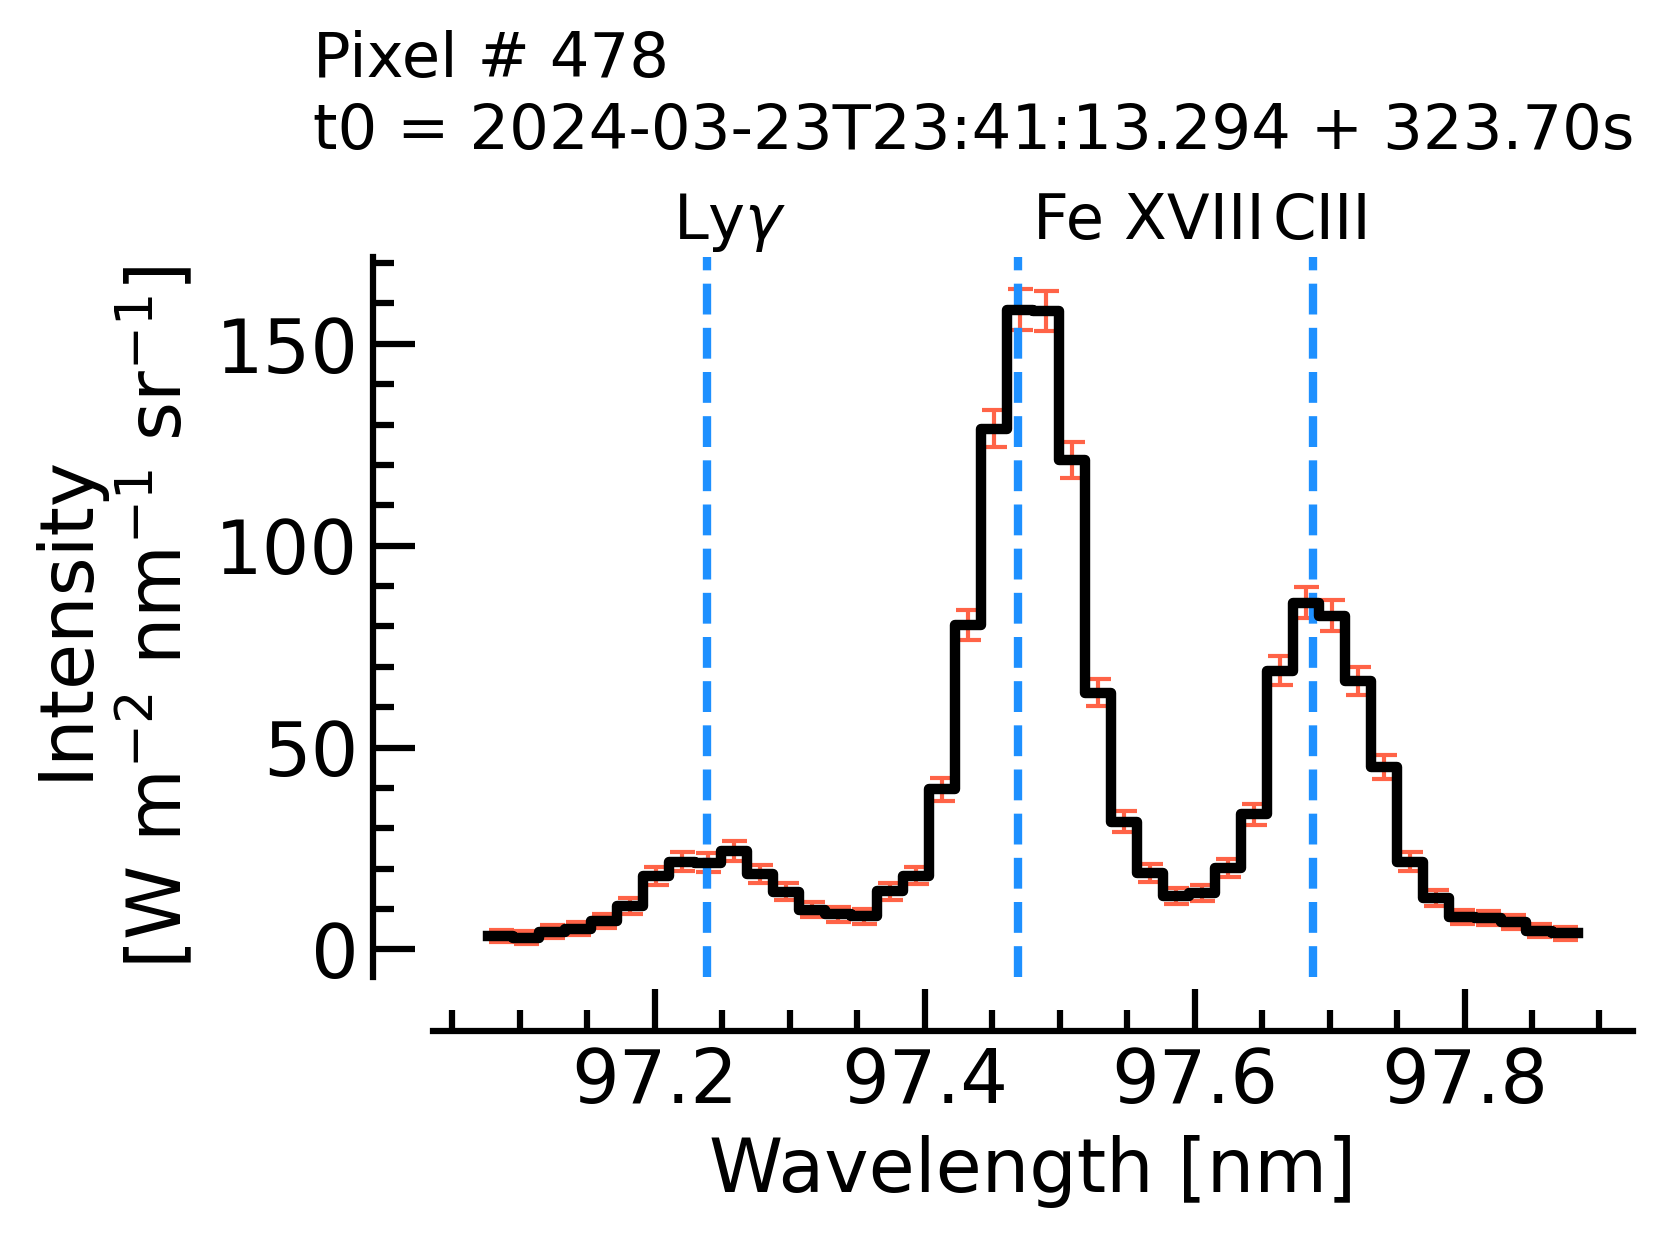 Pixel # 478
t0 = 2024-03-23T23:41:13.294 + 323.70s
Lyγ Fe XVIII CIII
Intensity
[W m⁻² nm⁻¹ sr⁻¹]
150
100
50
0
97.2 97.4 97.6 97.8
Wavelength [nm]